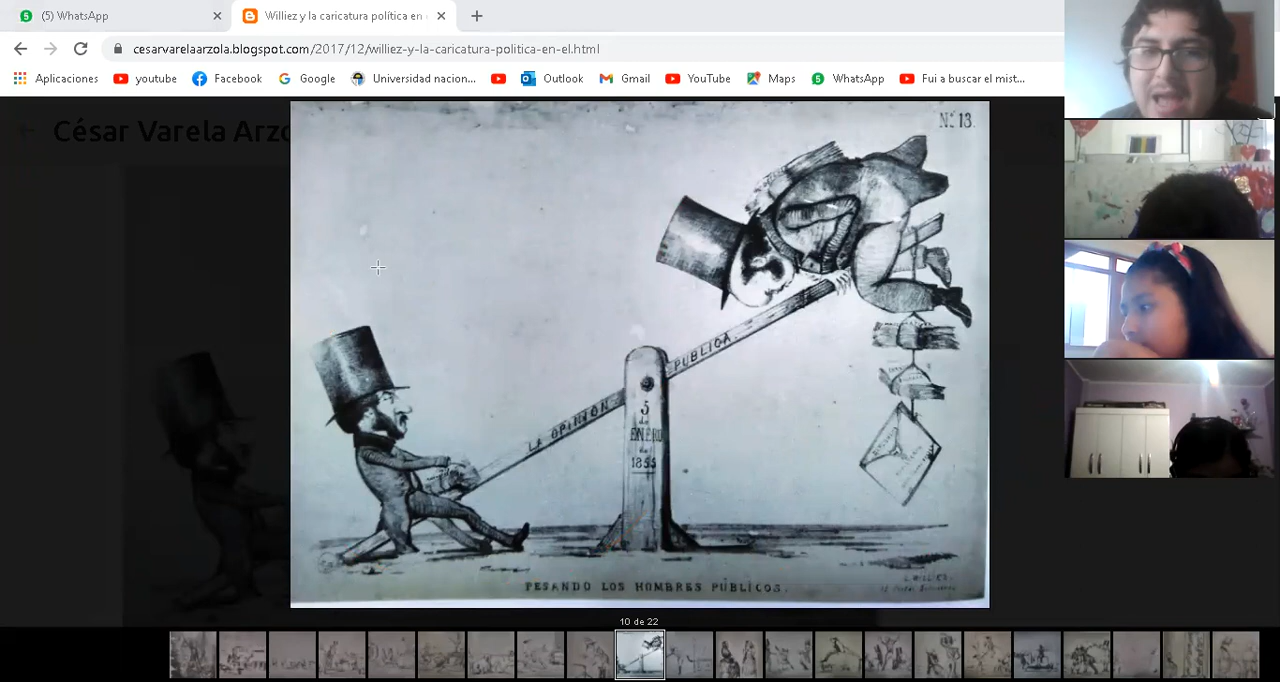 (5) WhatsApp
Williez y la caricatura política en
cesarvarelaarzola.blogspot.com/2017/12/williez-y-la-caricatura-politica-en-el.html
Aplicaciones youtube Facebook Google Universidad nacion... Outlook Gmail YouTube Maps WhatsApp Fui a buscar el mist...
César Varela Arzo
Nº 13.
LA OPINION PUBLICA.
5
de
ENERO
de
1855
PESANDO LOS HOMBRES PÚBLICOS.
10 de 22